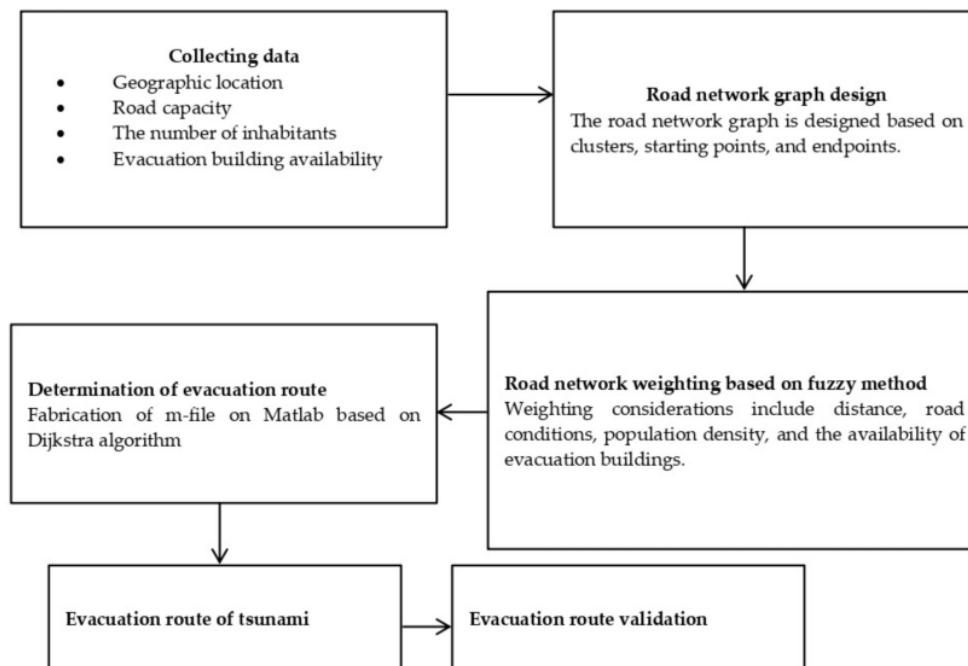 Collecting data
• Geographic location
• Road capacity
• The number of inhabitants
• Evacuation building availability
Road network graph design
The road network graph is designed based on
clusters, starting points, and endpoints.
Road network weighting based on fuzzy method
Weighting considerations include distance, road
conditions, population density, and the availability of
evacuation buildings.
Determination of evacuation route
Fabrication of m-file on Matlab based on
Dijkstra algorithm
Evacuation route of tsunami
Evacuation route validation